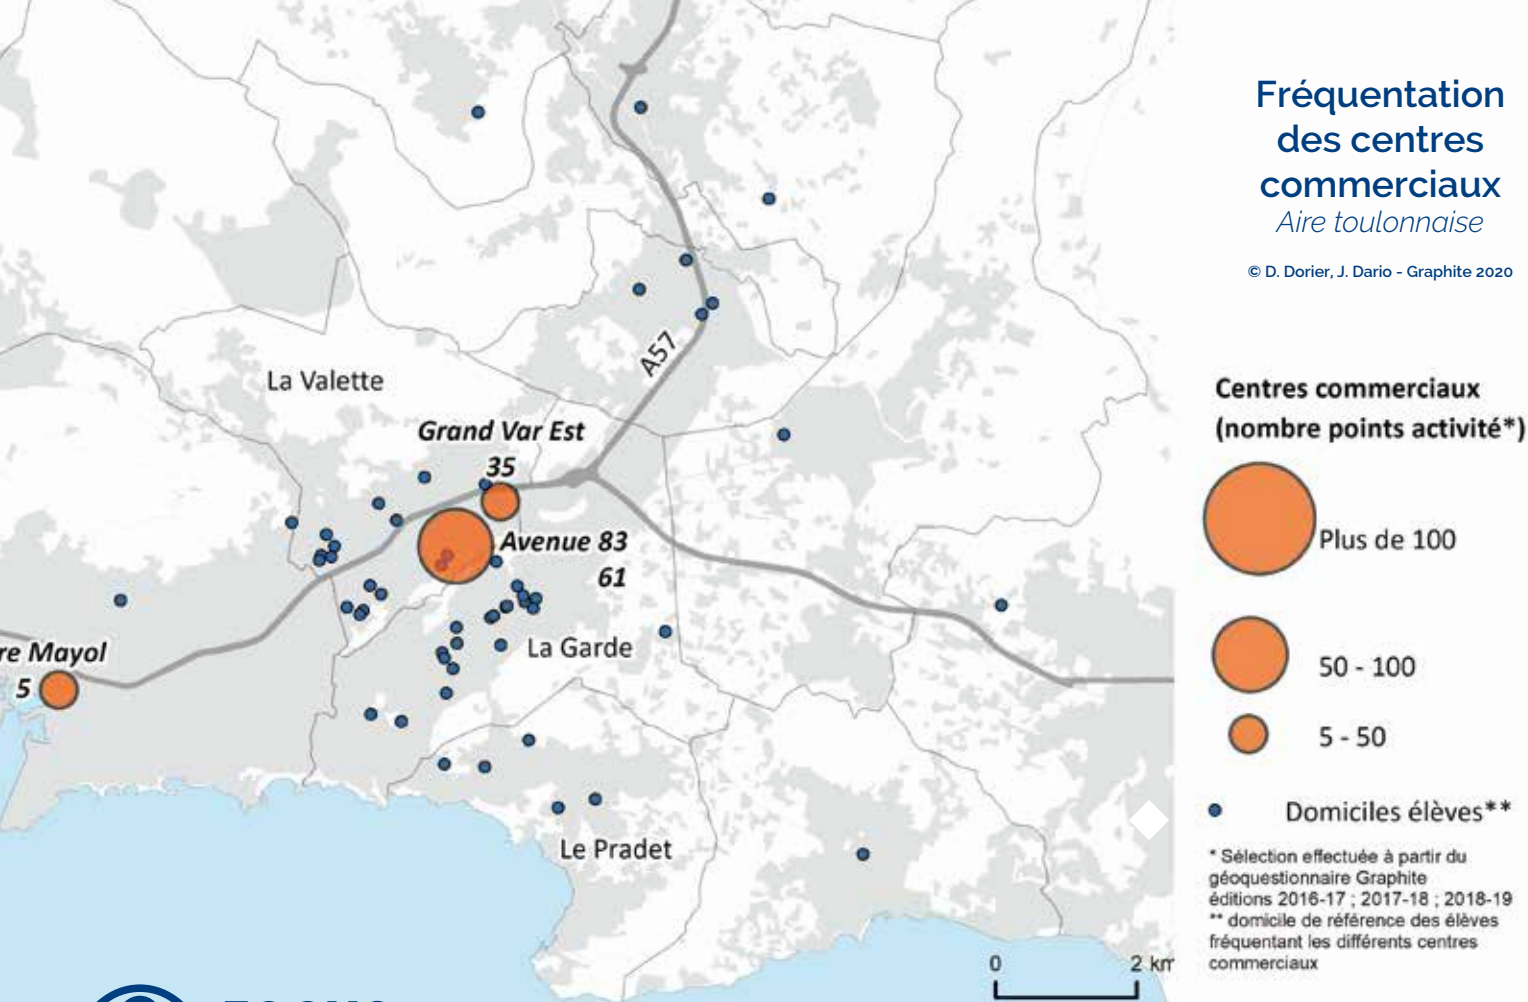 Fréquentation
des centres
commerciaux
Aire toulonnaise
© D. Dorier, J. Dario - Graphite 2020
A57
La Valette
Grand Var Est
35
Avenue 83
61
La Garde
re Mayol
5
Le Pradet
0 2 km
Centres commerciaux
(nombre points activité*)
Plus de 100
50 - 100
5 - 50
Domiciles élèves**
* Sélection effectuée à partir du
géoquestionnaire Graphite
éditions 2016-17 ; 2017-18 ; 2018-19
** domicile de référence des élèves
fréquentant les différents centres
commerciaux